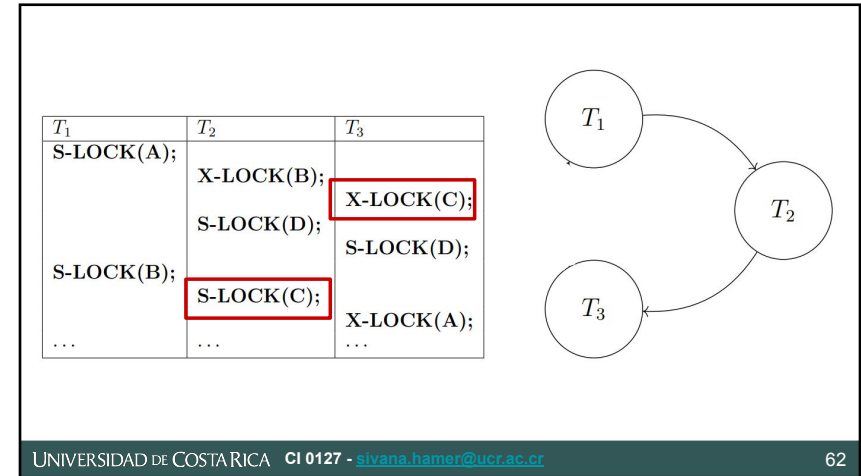 T₁ T₂ T₃
S-LOCK(A);
X-LOCK(B);
X-LOCK(C);
S-LOCK(D);
S-LOCK(D);
S-LOCK(B);
S-LOCK(C);
X-LOCK(A);
... ... ...
T₁
T₂
T₃
UNIVERSIDAD DE COSTA RICA CI 0127 - sivana.hamer@ucr.ac.cr 62